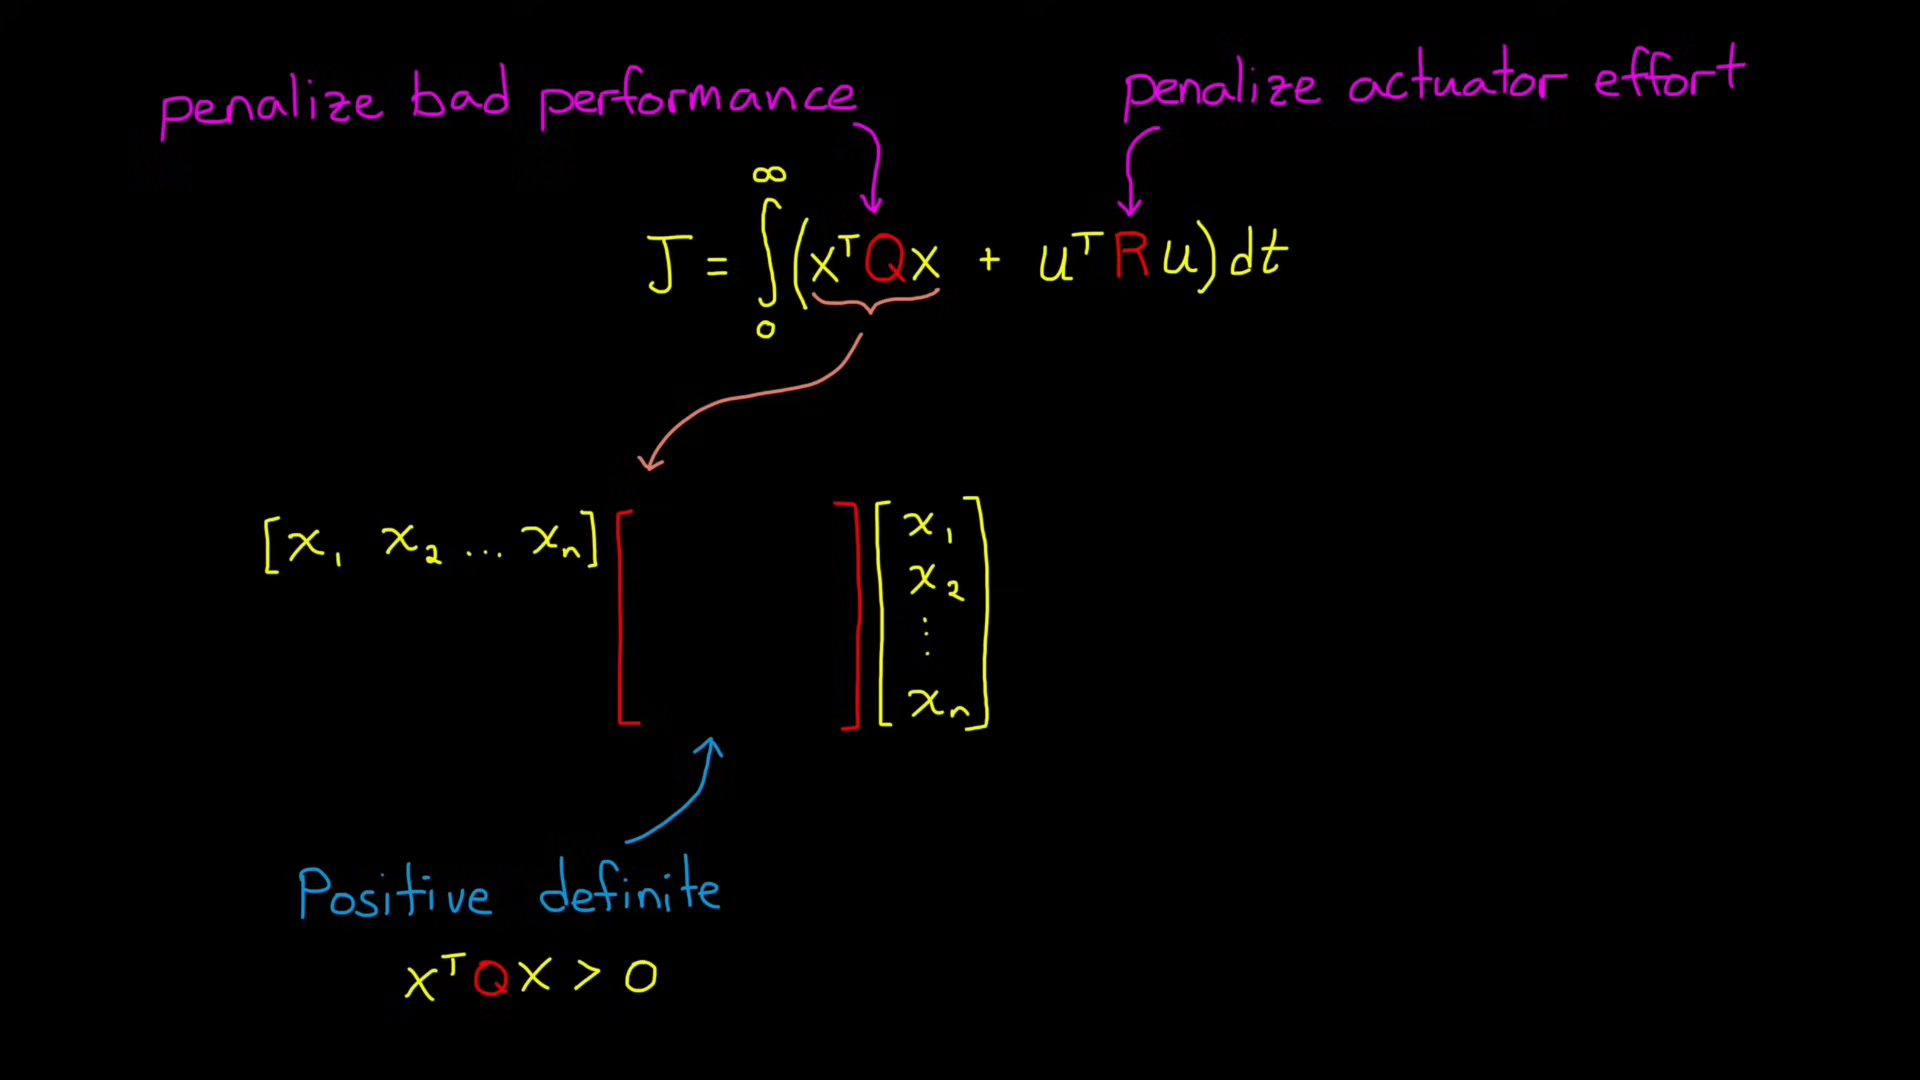 penalize bad performance
penalize actuator effort
J = ∫₀^∞ (xᵀQx + uᵀRu)dt
[x₁ x₂ ... xₙ] [ ] [x₁
x₂
⋮
xₙ]
Positive definite
xᵀQx > 0